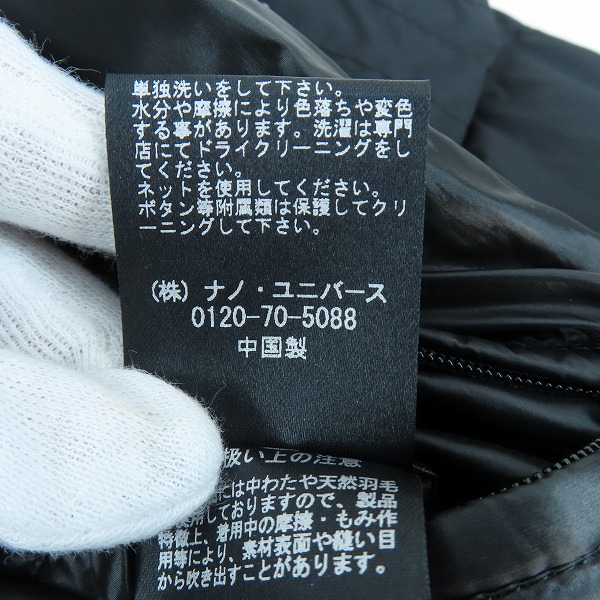 単独洗いをして下さい。
水分や摩擦により色落ちや変色
する事があります。洗濯は専門
店にてドライクリーニングをし
てください。
ネットを使用してください。
ボタン等附属類は保護してクリ
ーニングして下さい。
(株) ナノ・ユニバース
0120-70-5088
中国製
扱い上の注意
には中わたや天然羽毛
使用しておりますので、製品
特徴上、着用中の摩擦・もみ作
用等により、素材表面や縫い目
から吹き出すことがあります